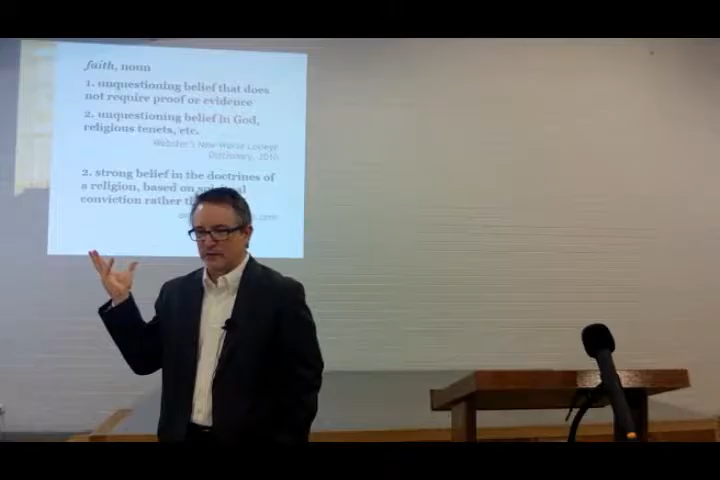 faith, noun
1. unquestioning belief that does
not require proof or evidence
2. unquestioning belief in God,
religious tenets, etc.
Webster's New World College
Dictionary, 2010
2. strong belief in the doctrines of
a religion, based on
conviction rather
.com